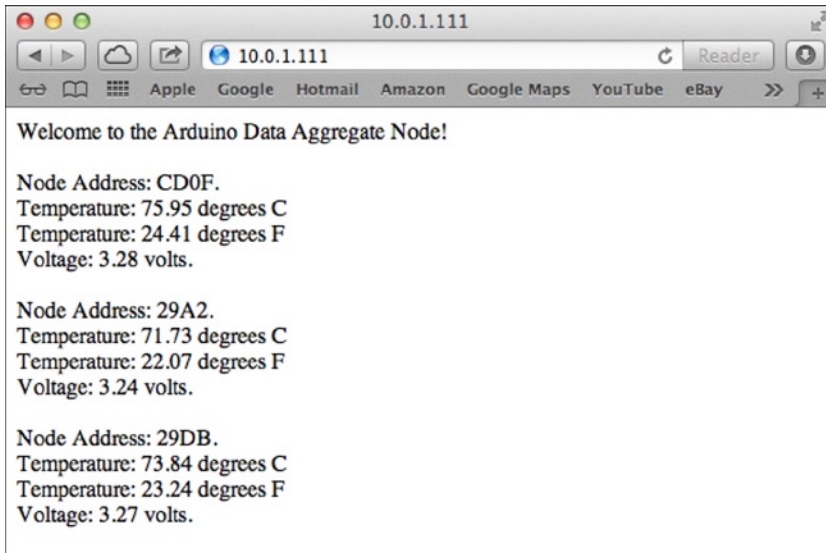 10.0.1.111
10.0.1.111
Reader
Apple Google Hotmail Amazon Google Maps YouTube eBay >> +
Welcome to the Arduino Data Aggregate Node!
Node Address: CD0F.
Temperature: 75.95 degrees C
Temperature: 24.41 degrees F
Voltage: 3.28 volts.
Node Address: 29A2.
Temperature: 71.73 degrees C
Temperature: 22.07 degrees F
Voltage: 3.24 volts.
Node Address: 29DB.
Temperature: 73.84 degrees C
Temperature: 23.24 degrees F
Voltage: 3.27 volts.